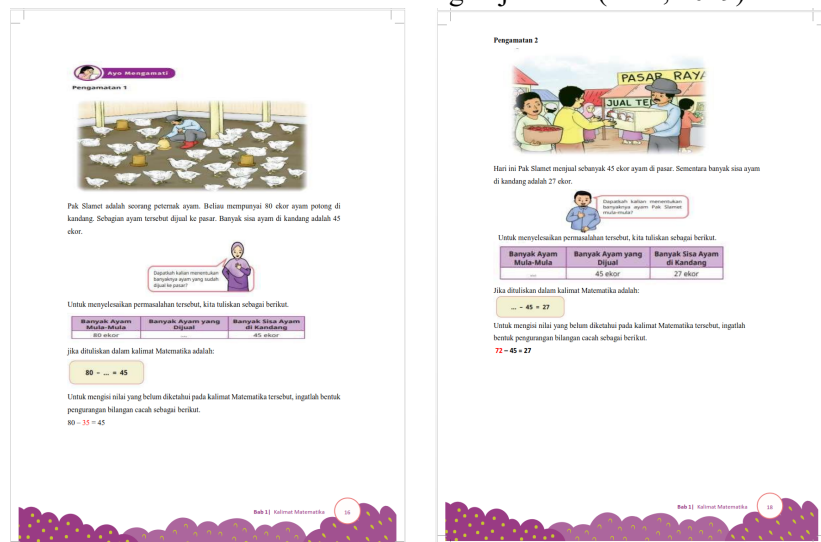 Ayo Mengamati
Pengamatan 1
Pak Slamet adalah seorang peternak ayam. Beliau mempunyai 80 ekor ayam potong di
kandang. Sebagian ayam tersebut dijual ke pasar. Banyak sisa ayam di kandang adalah 45
ekor.
Dapatkah kalian menentukan
banyaknya ayam yang sudah
dijual ke pasar?
Untuk menyelesaikan permasalahan tersebut, kita tuliskan sebagai berikut.
Banyak Ayam Mula-Mula | Banyak Ayam yang Dijual | Banyak Sisa Ayam di Kandang
80 ekor | .... | 45 ekor
jika dituliskan dalam kalimat Matematika adalah:
80 – ... = 45
Untuk mengisi nilai yang belum diketahui pada kalimat Matematika tersebut, ingatlah bentuk
pengurangan bilangan cacah sebagai berikut.
80 – 35 = 45
Bab 1| Kalimat Matematika 16
Pengamatan 2
PASAR RAYA
JUAL TE
Hari ini Pak Slamet menjual sebanyak 45 ekor ayam di pasar. Sementara banyak sisa ayam
di kandang adalah 27 ekor.
Dapatkah kalian menentukan
banyaknya ayam Pak Slamet
mula-mula?
Untuk menyelesaikan permasalahan tersebut, kita tuliskan sebagai berikut.
Banyak Ayam Mula-Mula | Banyak Ayam yang Dijual | Banyak Sisa Ayam di Kandang
.... | 45 ekor | 27 ekor
Jika dituliskan dalam kalimat Matematika adalah:
... – 45 = 27
Untuk mengisi nilai yang belum diketahui pada kalimat Matematika tersebut, ingatlah
bentuk pengurangan bilangan cacah sebagai berikut.
72 – 45 = 27
Bab 1| Kalimat Matematika 18